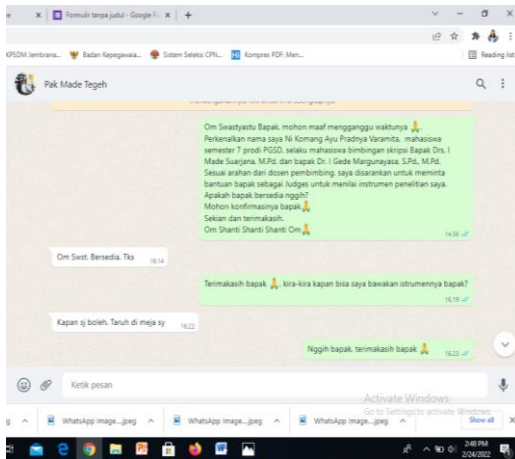 Formulir tanpa judul - Google Fo
KPSDM Jembrana...
Badan Kepegawaia...
Sistem Seleksi CPN...
Kompres PDF: Men...
Reading list
Pak Made Tegeh
Om Swastyastu Bapak, mohon maaf mengganggu waktunya 🙏.
Perkenalkan nama saya Ni Komang Ayu Pradnya Varamita, mahasiswa
semester 7 prodi PGSD, selaku mahasiswa bimbingan skripsi Bapak Drs. I
Made Suarjana, M.Pd, dan bapak Dr. I Gede Margunayasa, S.Pd., M.Pd.
Sesuai arahan dari dosen pembimbing, saya disarankan untuk meminta
bantuan bapak sebagai Judges untuk menilai instrumen penelitian saya.
Apakah bapak bersedia nggih?
Mohon konfirmasinya bapak🙏
Sekian dan terimakasih.
Om Shanti Shanti Shanti Om🙏
Om Swst. Bersedia. Tks 16.14
Terimakasih bapak 🙏, kira-kira kapan bisa saya bawakan istrumennya bapak?
16.19
Kapan sj boleh. Taruh di meja sy 16.22
Nggih bapak, terimakasih bapak 🙏 16.23
Ketik pesan
Activate Windows
Go to Settings to activate Windows.
WhatsApp Image....jpeg
WhatsApp Image....jpeg
WhatsApp Image....jpeg
Show all
2:48 PM
2/24/2022